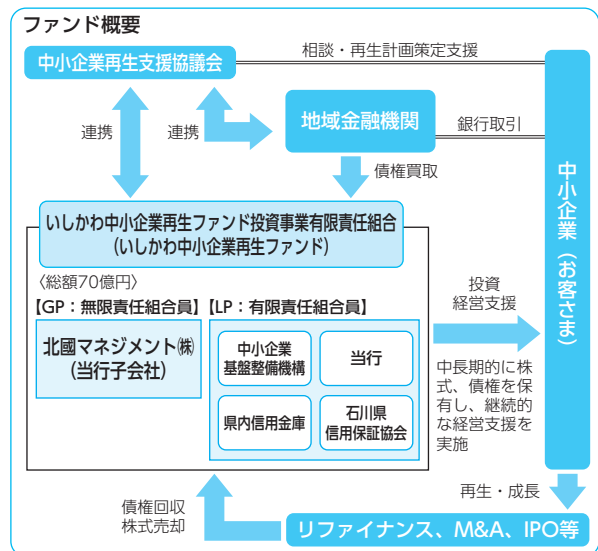 ファンド概要
中小企業再生支援協議会
相談・再生計画策定支援
連携
連携
地域金融機関
銀行取引
債権買取
中小企業（お客さま）
いしかわ中小企業再生ファンド投資事業有限責任組合
（いしかわ中小企業再生ファンド）
〈総額70億円〉
【GP：無限責任組合員】
【LP：有限責任組合員】
北國マネジメント㈱
（当行子会社）
中小企業
基盤整備機構
当行
県内信用金庫
石川県
信用保証協会
投資
経営支援
中長期的に株
式、債権を保
有し、継続的
な経営支援を
実施
再生・成長
債権回収
株式売却
リファイナンス、M&A、IPO等